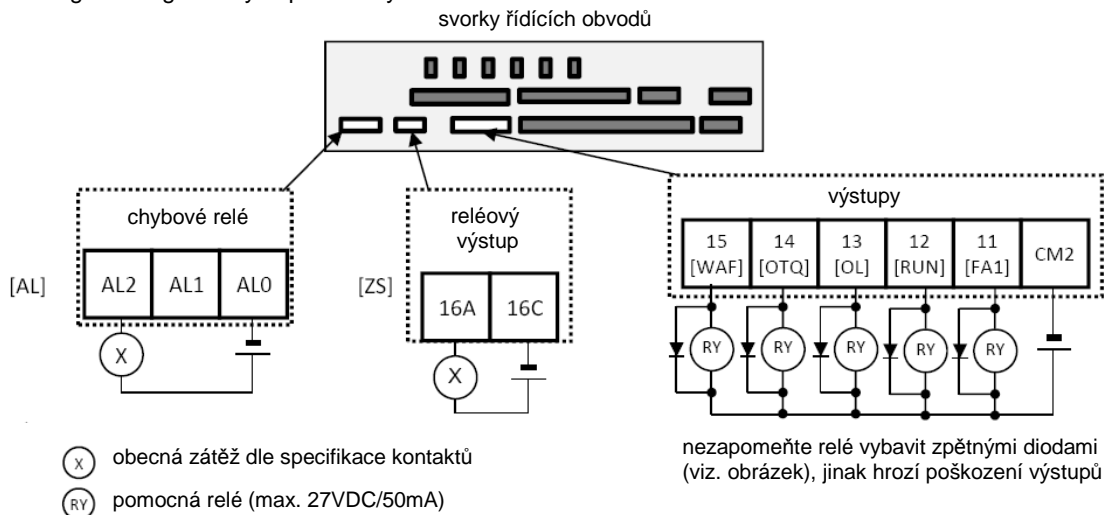 svorky řídících obvodů
chybové relé
reléový
výstup
výstupy
[AL]
AL2 AL1 AL0
[ZS]
16A 16C
15 14 13 12 11 CM2
[WAF] [OTQ] [OL] [RUN] [FA1]
X
X
RY RY RY RY RY
X obecná zátěž dle specifikace kontaktů
RY pomocná relé (max. 27VDC/50mA)
nezapomeňte relé vybavit zpětnými diodami
(viz. obrázek), jinak hrozí poškození výstupů